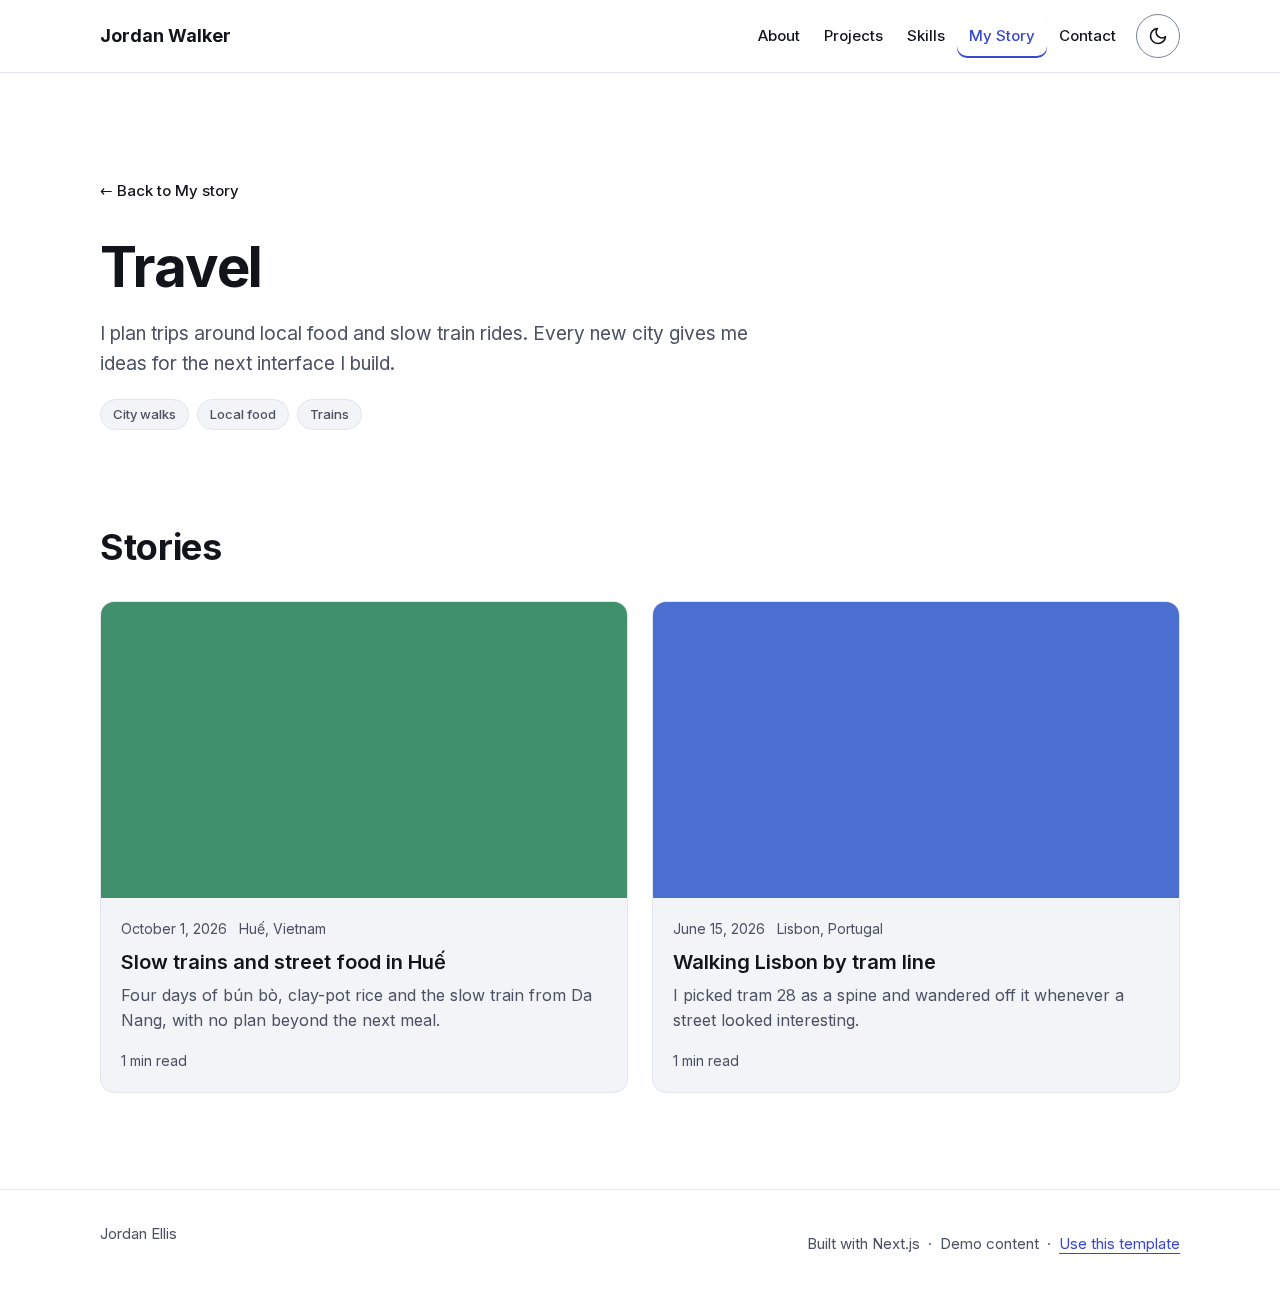 Jordan Walker
About Projects Skills My Story Contact
← Back to My story
Travel
I plan trips around local food and slow train rides. Every new city gives me
ideas for the next interface I build.
City walks Local food Trains
Stories
October 1, 2026 Huế, Vietnam
Slow trains and street food in Huế
Four days of bún bò, clay-pot rice and the slow train from Da
Nang, with no plan beyond the next meal.
1 min read
June 15, 2026 Lisbon, Portugal
Walking Lisbon by tram line
I picked tram 28 as a spine and wandered off it whenever a
street looked interesting.
1 min read
Jordan Ellis
Built with Next.js · Demo content · Use this template